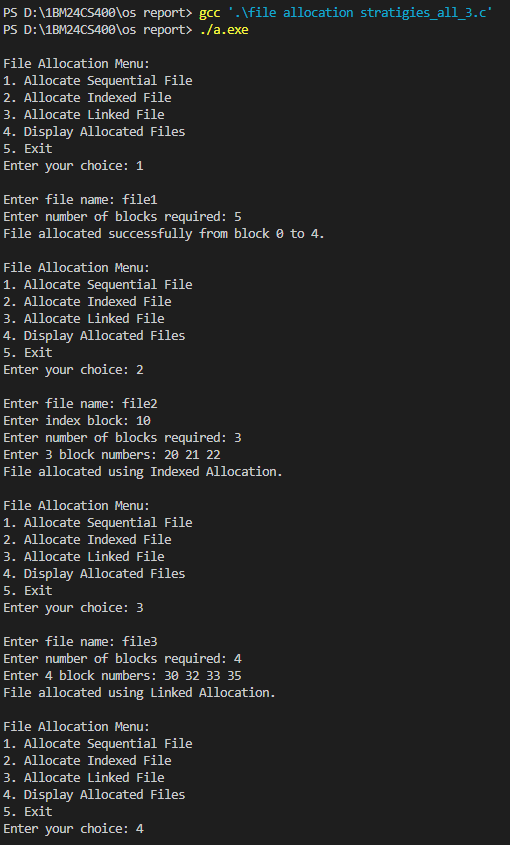 PS D:\1BM24CS400\os report> gcc '.\file allocation stratigies_all_3.c'
PS D:\1BM24CS400\os report> ./a.exe

File Allocation Menu:
1. Allocate Sequential File
2. Allocate Indexed File
3. Allocate Linked File
4. Display Allocated Files
5. Exit
Enter your choice: 1

Enter file name: file1
Enter number of blocks required: 5
File allocated successfully from block 0 to 4.

File Allocation Menu:
1. Allocate Sequential File
2. Allocate Indexed File
3. Allocate Linked File
4. Display Allocated Files
5. Exit
Enter your choice: 2

Enter file name: file2
Enter index block: 10
Enter number of blocks required: 3
Enter 3 block numbers: 20 21 22
File allocated using Indexed Allocation.

File Allocation Menu:
1. Allocate Sequential File
2. Allocate Indexed File
3. Allocate Linked File
4. Display Allocated Files
5. Exit
Enter your choice: 3

Enter file name: file3
Enter number of blocks required: 4
Enter 4 block numbers: 30 32 33 35
File allocated using Linked Allocation.

File Allocation Menu:
1. Allocate Sequential File
2. Allocate Indexed File
3. Allocate Linked File
4. Display Allocated Files
5. Exit
Enter your choice: 4